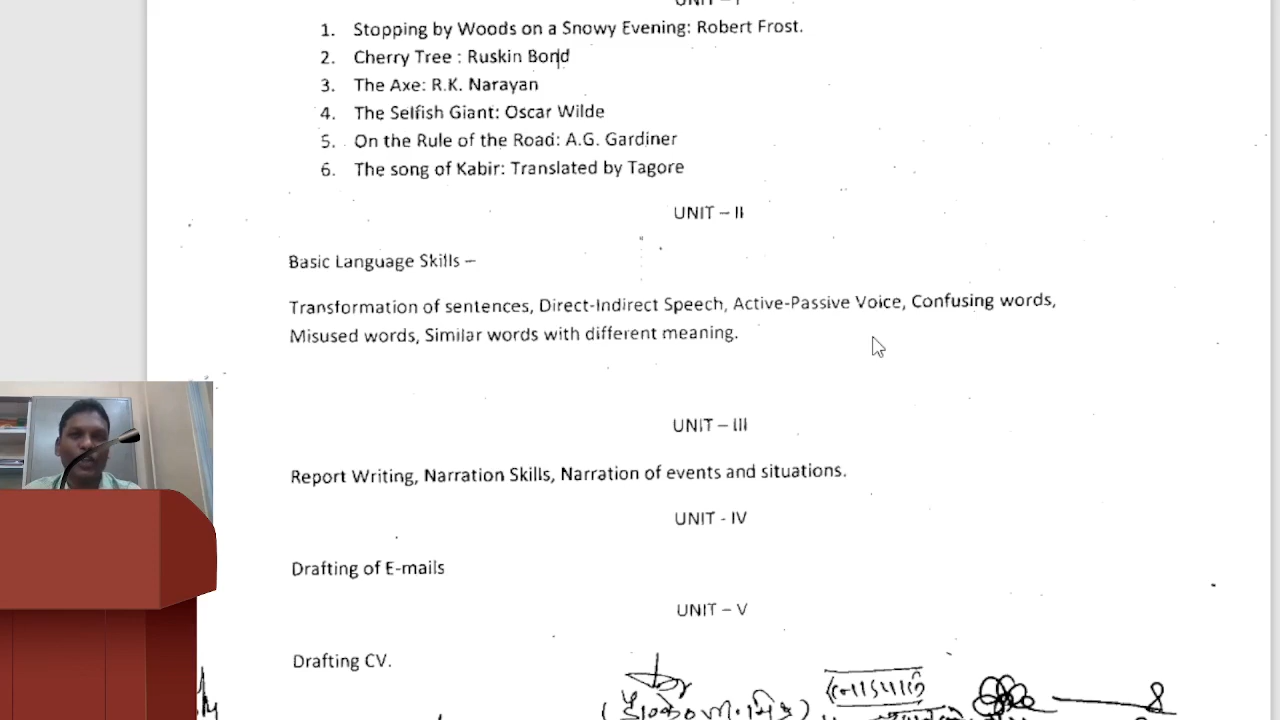 UNIT – I
1. Stopping by Woods on a Snowy Evening: Robert Frost.
2. Cherry Tree : Ruskin Bond
3. The Axe: R.K. Narayan
4. The Selfish Giant: Oscar Wilde
5. On the Rule of the Road: A.G. Gardiner
6. The song of Kabir: Translated by Tagore
UNIT – II
Basic Language Skills –
Transformation of sentences, Direct-Indirect Speech, Active-Passive Voice, Confusing words,
Misused words, Similar words with different meaning.
UNIT – III
Report Writing, Narration Skills, Narration of events and situations.
UNIT - IV
Drafting of E-mails
UNIT – V
Drafting CV.